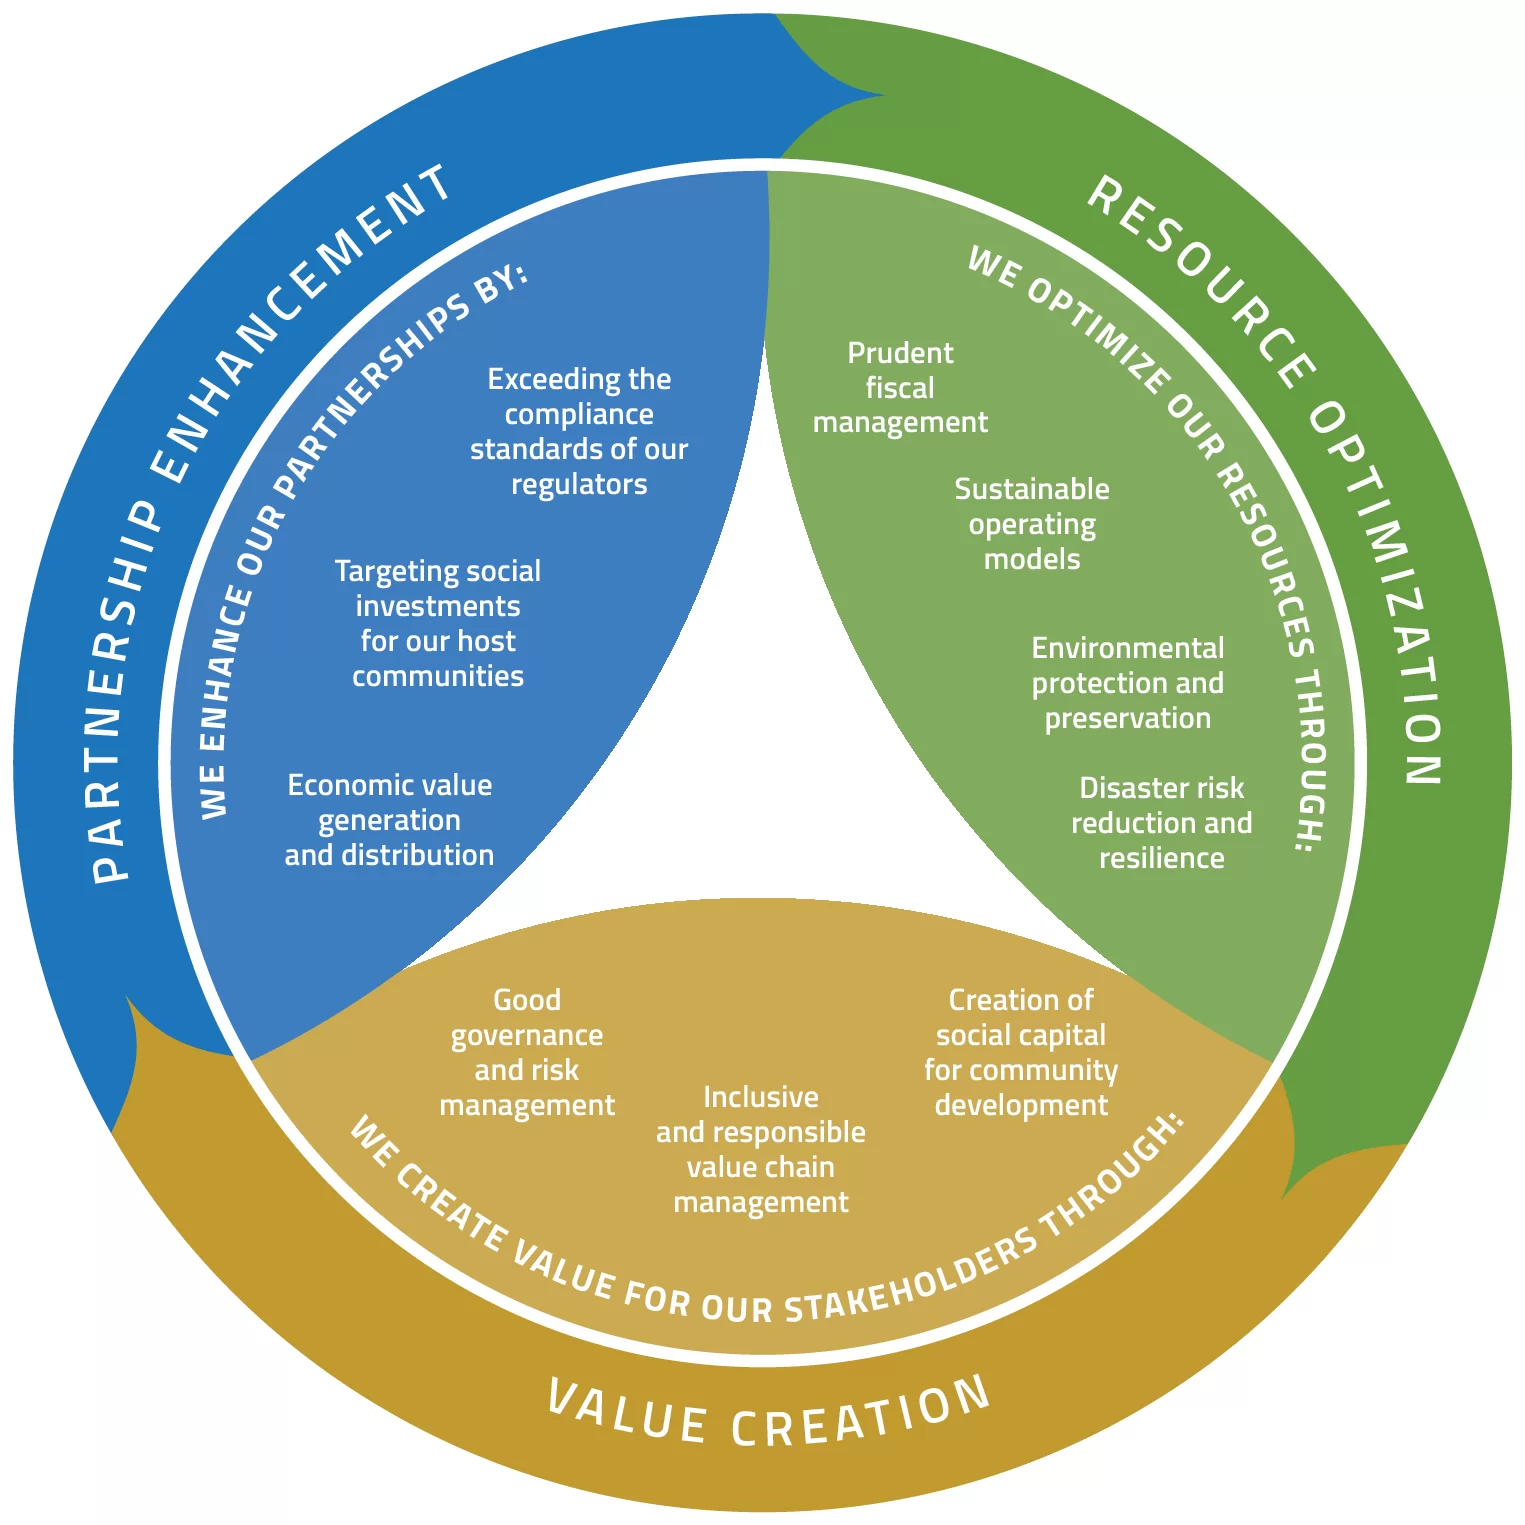 PARTNERSHIP ENHANCEMENT
WE ENHANCE OUR PARTNERSHIPS BY:
Exceeding the
compliance
standards of our
regulators
Targeting social
investments
for our host
communities
Economic value
generation
and distribution
RESOURCE OPTIMIZATION
WE OPTIMIZE OUR RESOURCES THROUGH:
Prudent
fiscal
management
Sustainable
operating
models
Environmental
protection and
preservation
Disaster risk
reduction and
resilience
Good
governance
and risk
management
Inclusive
and responsible
value chain
management
Creation of
social capital
for community
development
WE CREATE VALUE FOR OUR STAKEHOLDERS THROUGH:
VALUE CREATION